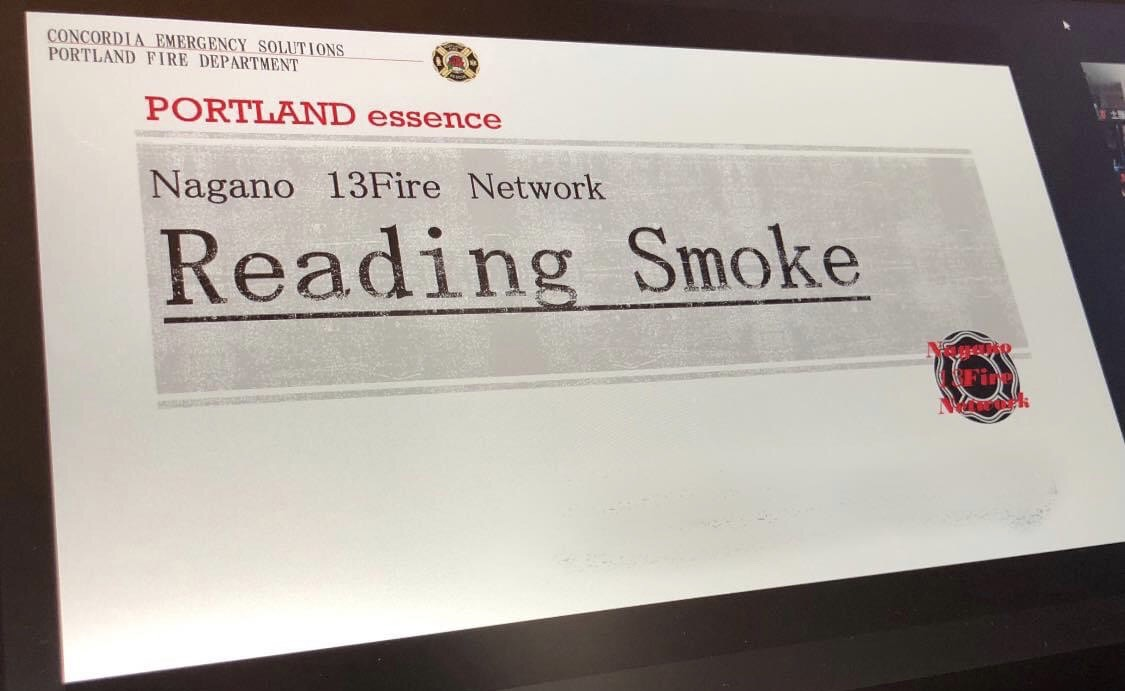 CONCORDIA EMERGENCY SOLUTIONS
PORTLAND FIRE DEPARTMENT
PORTLAND essence
Nagano 13Fire Network
Reading Smoke
Nagano
13Fire
Network